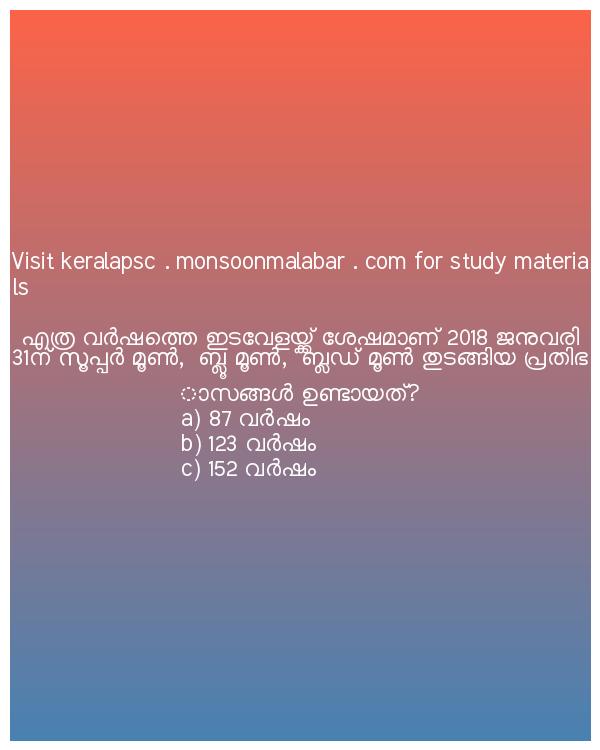 Visit keralapsc . monsoonmalabar . com for study materia
ls
എത്ര വർഷത്തെ ഇടവേളയ്ക്ക് ശേഷമാണ് 2018 ജനുവരി
31ന് സൂപ്പർ മൂൺ, ബ്ലൂ മൂൺ, ബ്ലഡ് മൂൺ തുടങ്ങിയ പ്രതിഭ
ാസങ്ങൾ ഉണ്ടായത്?
a) 87 വർഷം
b) 123 വർഷം
c) 152 വർഷം